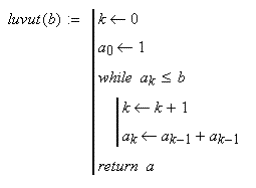 luvut(b) := k ← 0
a₀ ← 1
while aₖ ≤ b
k ← k + 1
aₖ ← aₖ₋₁ + aₖ₋₁
return a